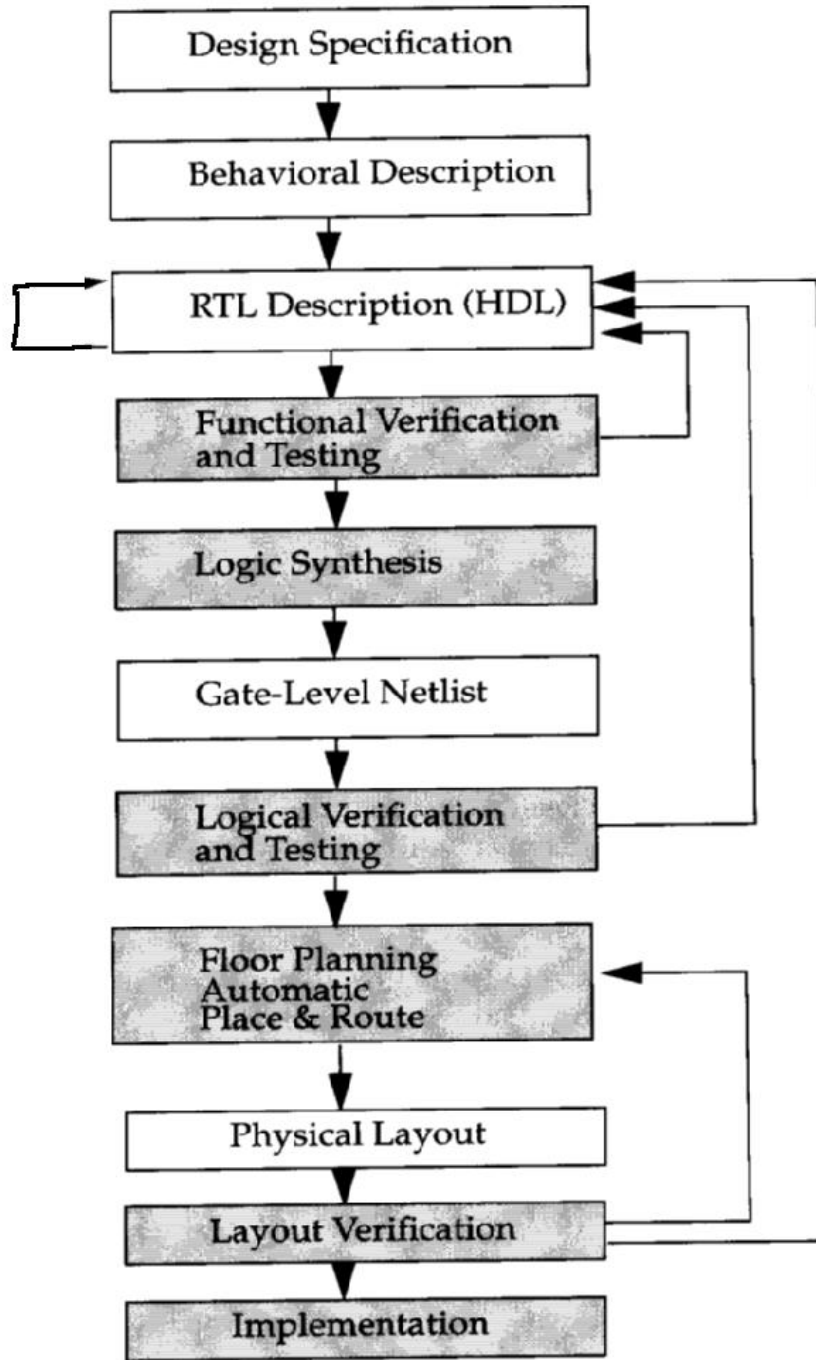 Design Specification
Behavioral Description
RTL Description (HDL)
Functional Verification
and Testing
Logic Synthesis
Gate-Level Netlist
Logical Verification
and Testing
Floor Planning
Automatic
Place & Route
Physical Layout
Layout Verification
Implementation